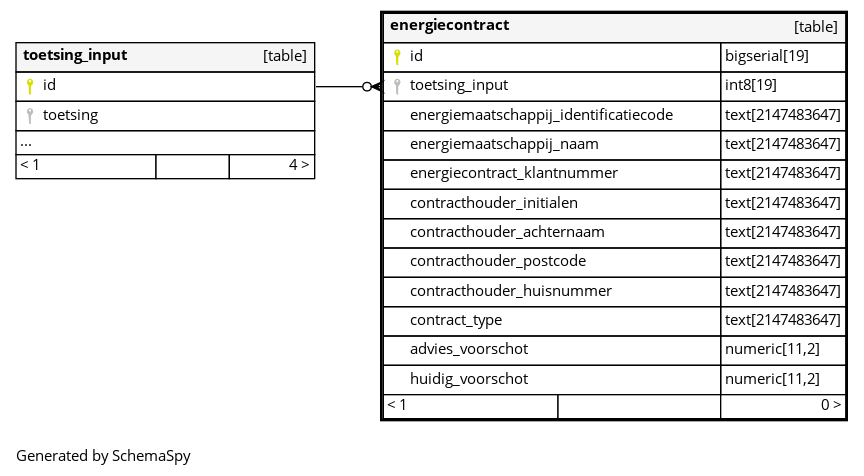 toetsing_input [table]
id
toetsing
...
< 1 4 >
energiecontract [table]
id bigserial[19]
toetsing_input int8[19]
energiemaatschappij_identificatiecode text[2147483647]
energiemaatschappij_naam text[2147483647]
energiecontract_klantnummer text[2147483647]
contracthouder_initialen text[2147483647]
contracthouder_achternaam text[2147483647]
contracthouder_postcode text[2147483647]
contracthouder_huisnummer text[2147483647]
contract_type text[2147483647]
advies_voorschot numeric[11,2]
huidig_voorschot numeric[11,2]
< 1 0 >
Generated by SchemaSpy